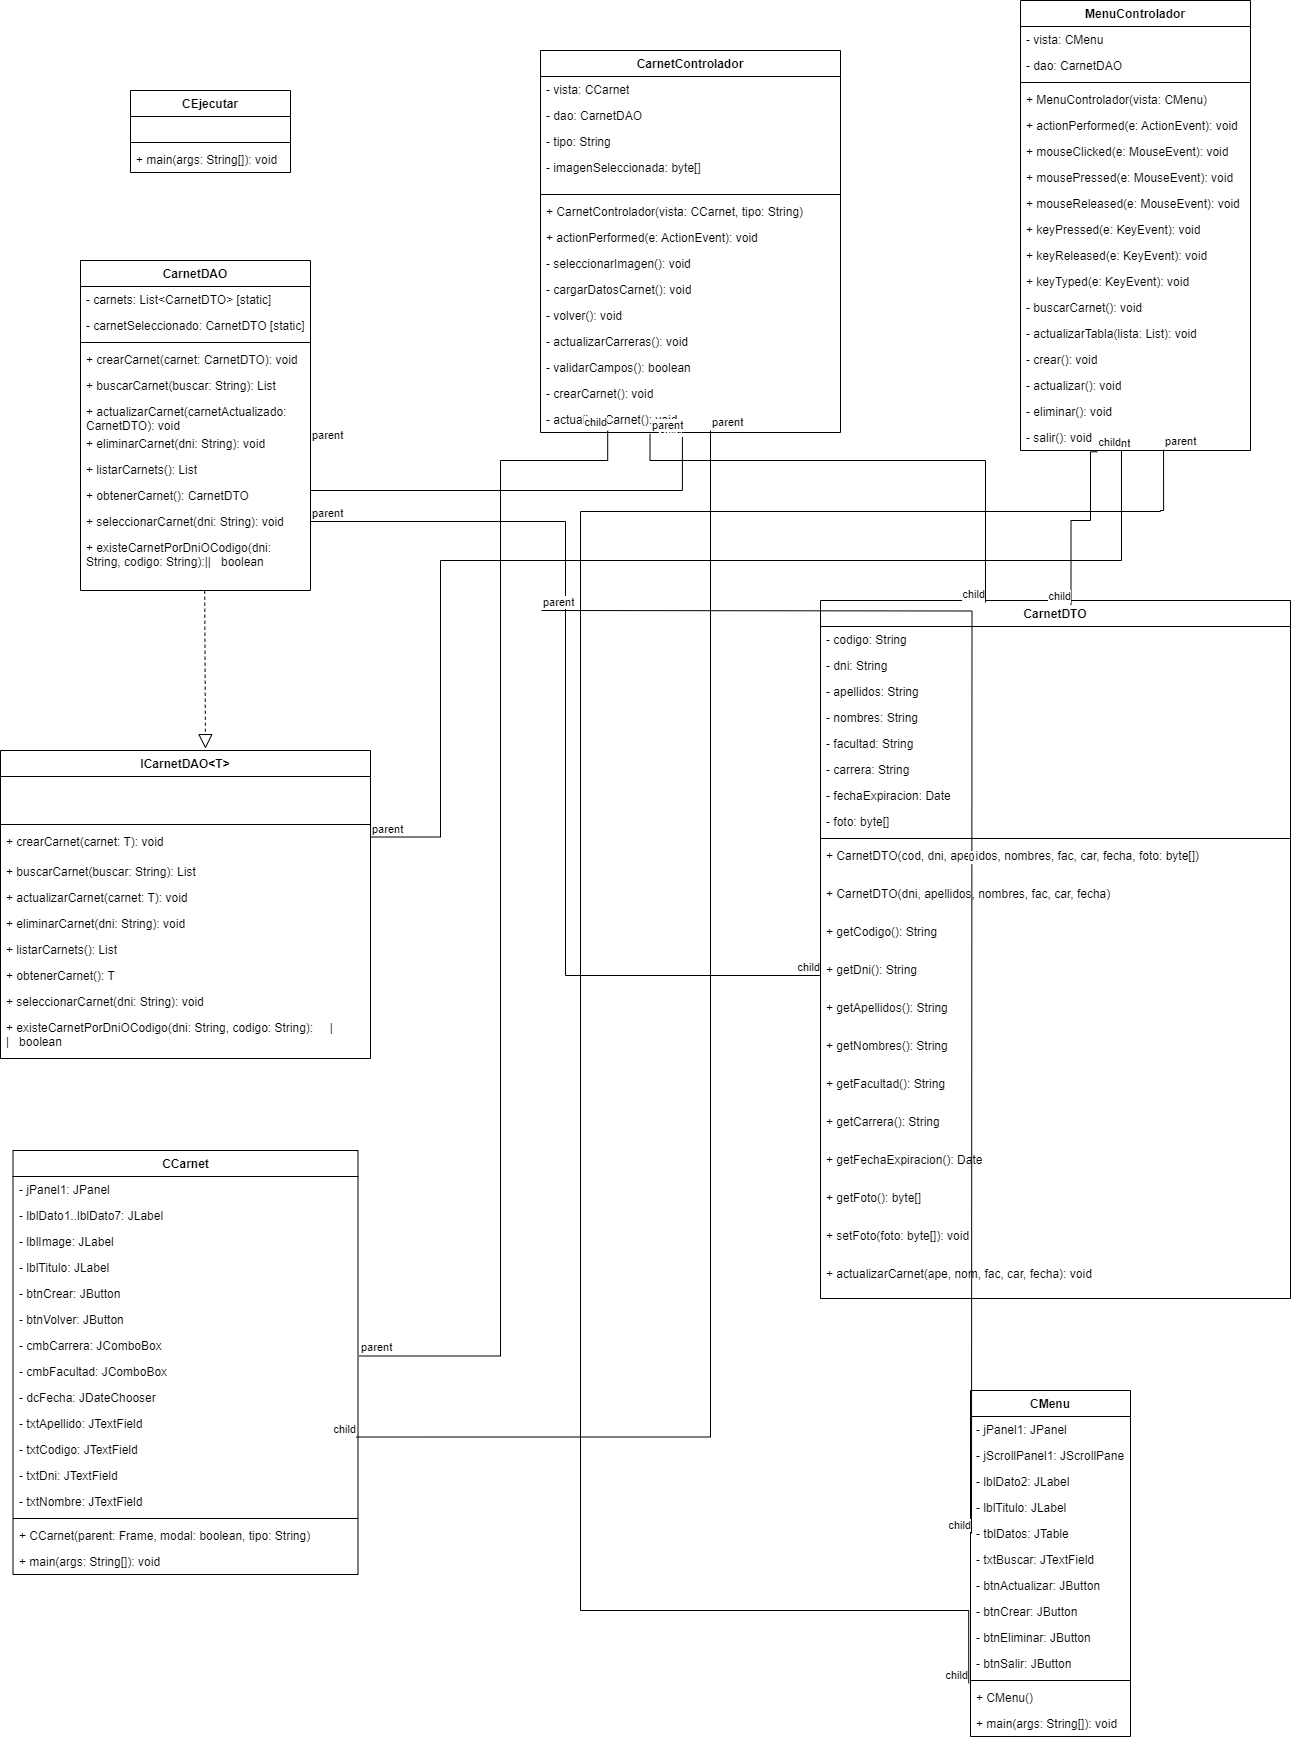 MenuControlador
- vista: CMenu
- dao: CarnetDAO
+ MenuControlador(vista: CMenu)
+ actionPerformed(e: ActionEvent): void
+ mouseClicked(e: MouseEvent): void
+ mousePressed(e: MouseEvent): void
+ mouseReleased(e: MouseEvent): void
+ keyPressed(e: KeyEvent): void
+ keyReleased(e: KeyEvent): void
+ keyTyped(e: KeyEvent): void
- buscarCarnet(): void
- actualizarTabla(lista: List): void
- crear(): void
- actualizar(): void
- eliminar(): void
- salir(): void
child
parent
CarnetControlador
- vista: CCarnet
- dao: CarnetDAO
- tipo: String
- imagenSeleccionada: byte[]
+ CarnetControlador(vista: CCarnet, tipo: String)
+ actionPerformed(e: ActionEvent): void
- seleccionarImagen(): void
- cargarDatosCarnet(): void
- volver(): void
- actualizarCarreras(): void
- validarCampos(): boolean
- crearCarnet(): void
Carnet(): void
child
parent
parent
CEjecutar
+ main(args: String[]): void
CarnetDAO
- carnets: List<CarnetDTO> [static]
- carnetSeleccionado: CarnetDTO [static]
+ crearCarnet(carnet: CarnetDTO): void
+ buscarCarnet(buscar: String): List
+ actualizarCarnet(carnetActualizado:
CarnetDTO): void
+ eliminarCarnet(dni: String): void
+ listarCarnets(): List
+ obtenerCarnet(): CarnetDTO
+ seleccionarCarnet(dni: String): void
+ existeCarnetPorDniOCodigo(dni:
String, codigo: String):|| boolean
parent
parent
parent
child
child
CarnetDTO
- codigo: String
- dni: String
- apellidos: String
- nombres: String
- facultad: String
- carrera: String
- fechaExpiracion: Date
- foto: byte[]
+ CarnetDTO(cod, dni, apellidos, nombres, fac, car, fecha, foto: byte[])
+ CarnetDTO(dni, apellidos, nombres, fac, car, fecha)
+ getCodigo(): String
+ getDni(): String
+ getApellidos(): String
+ getNombres(): String
+ getFacultad(): String
+ getCarrera(): String
+ getFechaExpiracion(): Date
+ getFoto(): byte[]
+ setFoto(foto: byte[]): void
+ actualizarCarnet(ape, nom, fac, car, fecha): void
child
ICarnetDAO<T>
+ crearCarnet(carnet: T): void
+ buscarCarnet(buscar: String): List
+ actualizarCarnet(carnet: T): void
+ eliminarCarnet(dni: String): void
+ listarCarnets(): List
+ obtenerCarnet(): T
+ seleccionarCarnet(dni: String): void
+ existeCarnetPorDniOCodigo(dni: String, codigo: String): |
| boolean
parent
CCarnet
- jPanel1: JPanel
- lblDato1..lblDato7: JLabel
- lblImage: JLabel
- lblTitulo: JLabel
- btnCrear: JButton
- btnVolver: JButton
- cmbCarrera: JComboBox
- cmbFacultad: JComboBox
- dcFecha: JDateChooser
- txtApellido: JTextField
- txtCodigo: JTextField
- txtDni: JTextField
- txtNombre: JTextField
+ CCarnet(parent: Frame, modal: boolean, tipo: String)
+ main(args: String[]): void
parent
child
CMenu
- jPanel1: JPanel
- jScrollPanel1: JScrollPane
- lblDato2: JLabel
- lblTitulo: JLabel
- tblDatos: JTable
- txtBuscar: JTextField
- btnActualizar: JButton
- btnCrear: JButton
- btnEliminar: JButton
- btnSalir: JButton
+ CMenu()
+ main(args: String[]): void
child
child